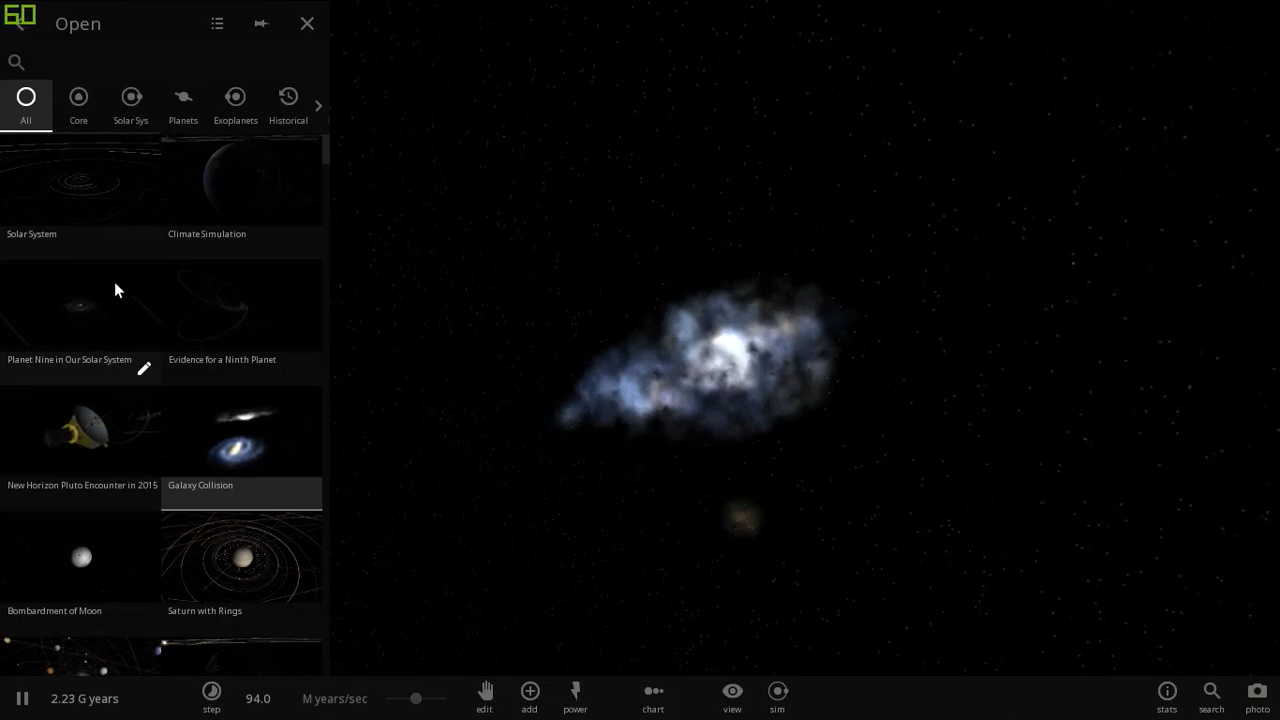 60
Open
All
Core
Solar Sys
Planets
Exoplanets
Historical
Solar System
Climate Simulation
Planet Nine in Our Solar System
Evidence for a Ninth Planet
New Horizon Pluto Encounter in 2015
Galaxy Collision
Bombardment of Moon
Saturn with Rings
2.23 G years
step
94.0
M years/sec
edit
add
power
chart
view
sim
stats
search
photo